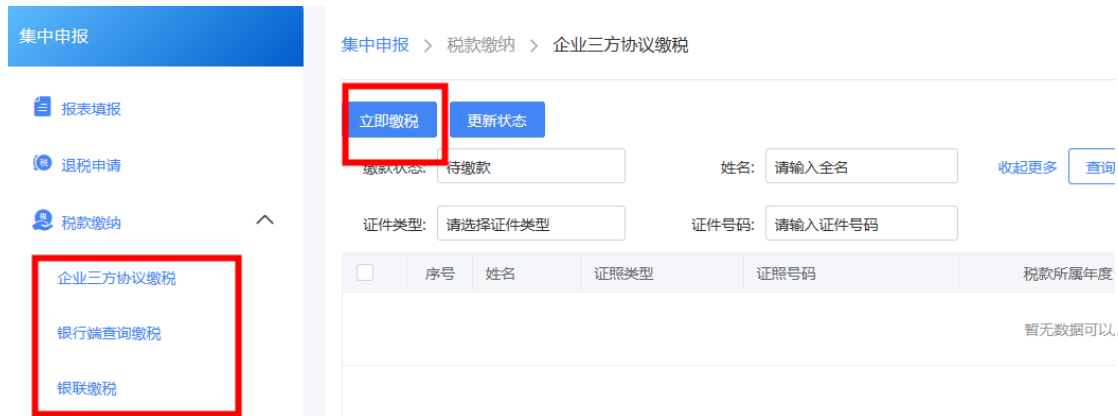 集中申报
集中申报 > 税款缴纳 > 企业三方协议缴税
报表填报
立即缴税 更新状态
退税申请
缴款状态: 待缴款 姓名: 请输入全名 收起更多 查询
税款缴纳
证件类型: 请选择证件类型 证件号码: 请输入证件号码
企业三方协议缴税
序号 姓名 证照类型 证照号码 税款所属年度
银行端查询缴税
暂无数据可以
银联缴税